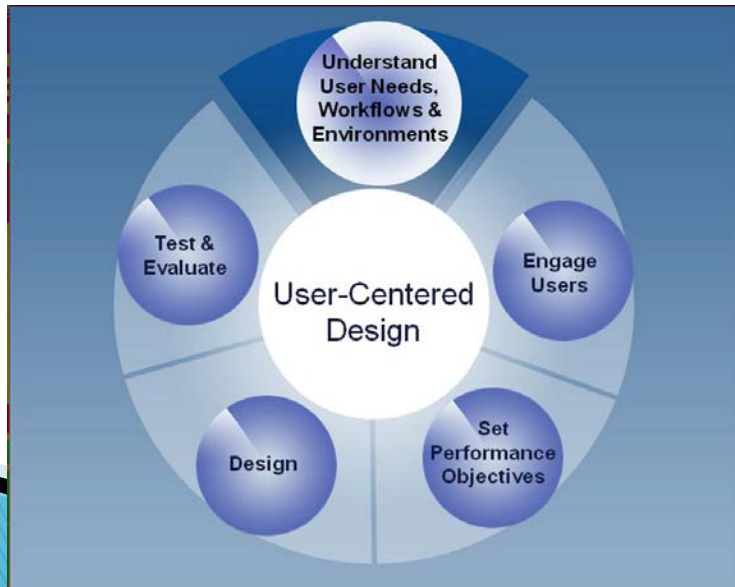 Understand
User Needs,
Workflows &
Environments
Engage
Users
Set
Performance
Objectives
Design
Test &
Evaluate
User-Centered
Design